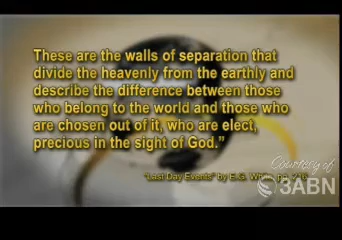 These are the walls of separation that
divide the heavenly from the earthly and
describe the difference between those
who belong to the world and those who
are chosen out of it, who are elect,
precious in the sight of God.”
"Last Day Events" by E.G. White,
Courtesy of
3ABN